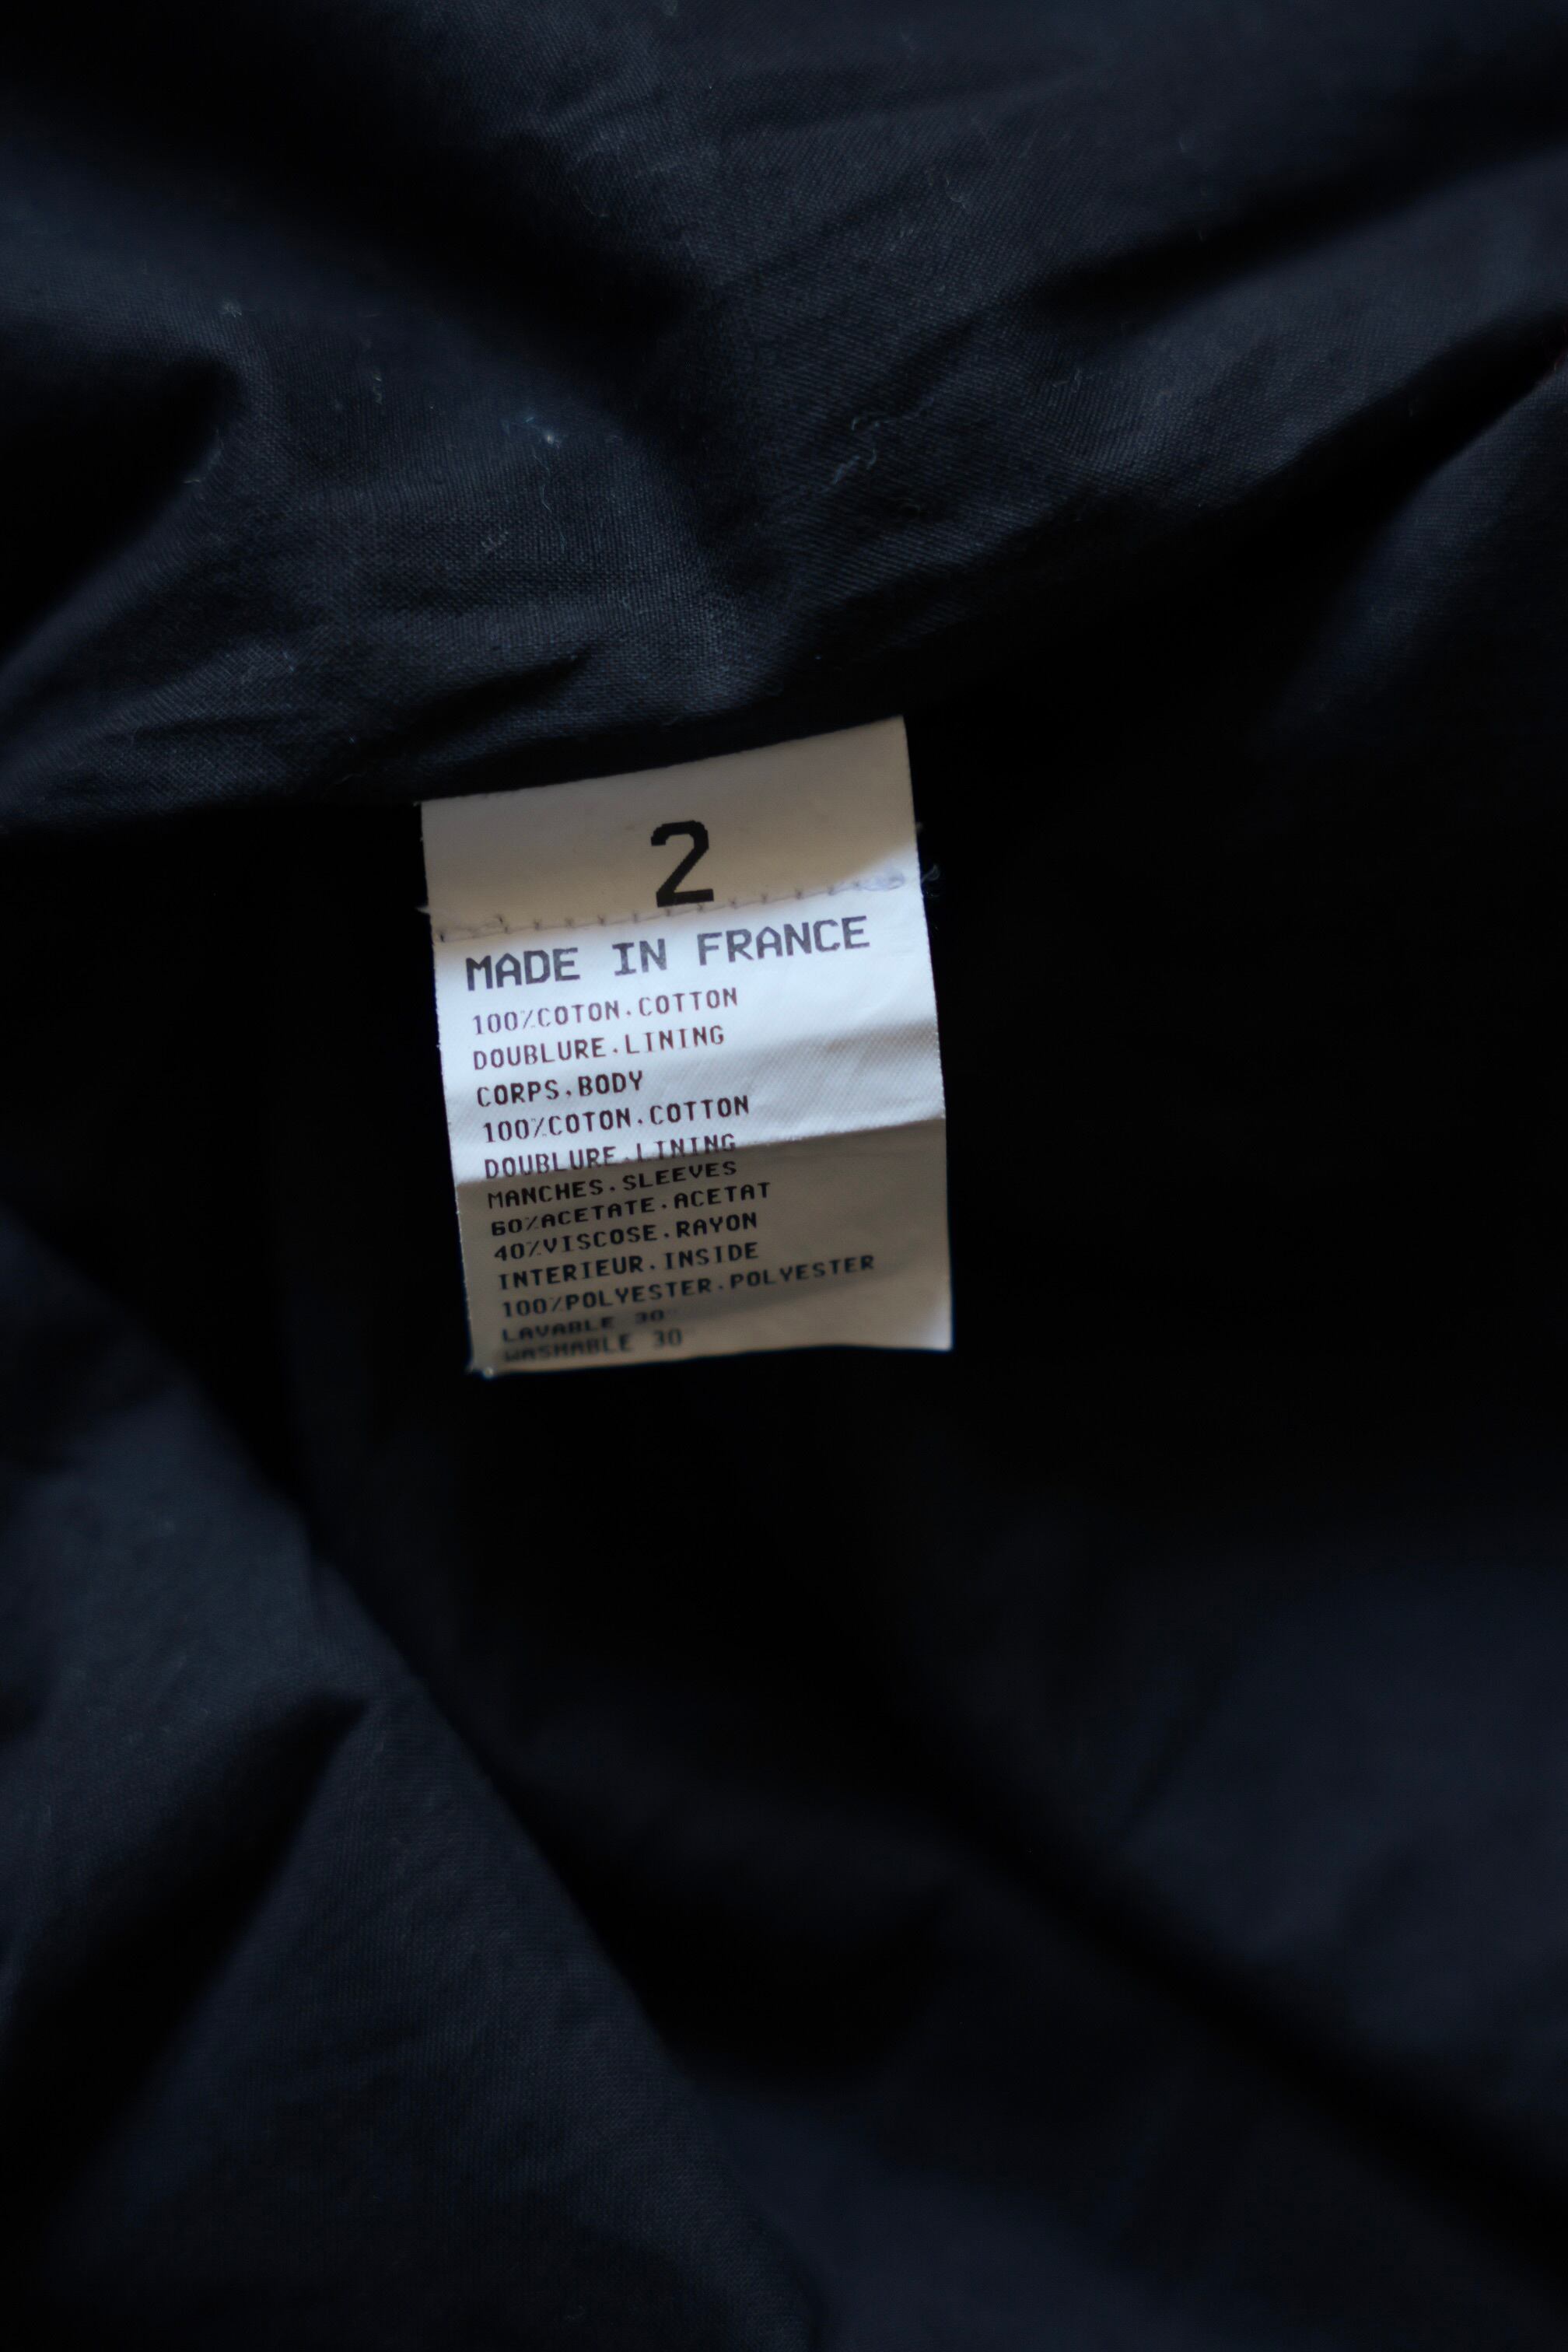 2
MADE IN FRANCE
100%COTON.COTTON
DOUBLURE.LINING
CORPS.BODY
100%COTON.COTTON
DOUBLURE.LINING
MANCHES.SLEEVES
60%ACETATE.ACETAT
40%VISCOSE.RAYON
INTERIEUR.INSIDE
100%POLYESTER.POLYESTER
LAVABLE 30°
WASHABLE 30